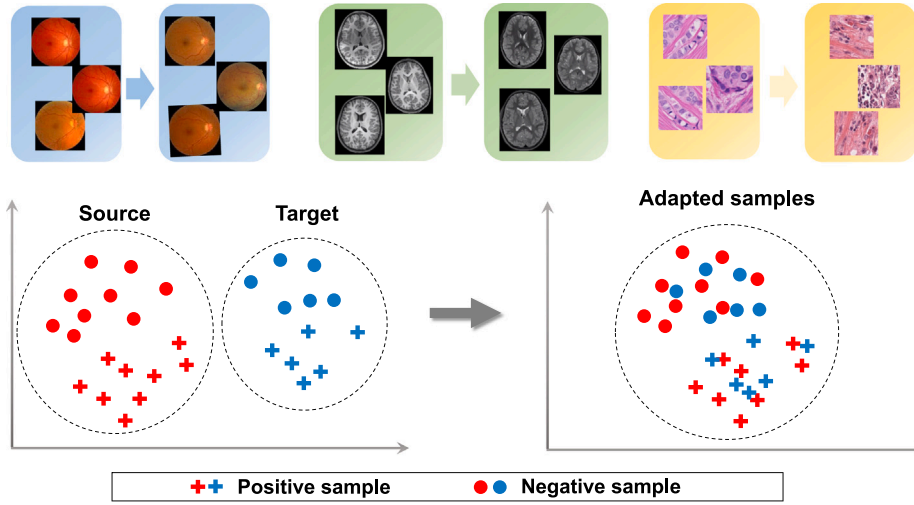 Source
Target
Adapted samples
Positive sample
Negative sample